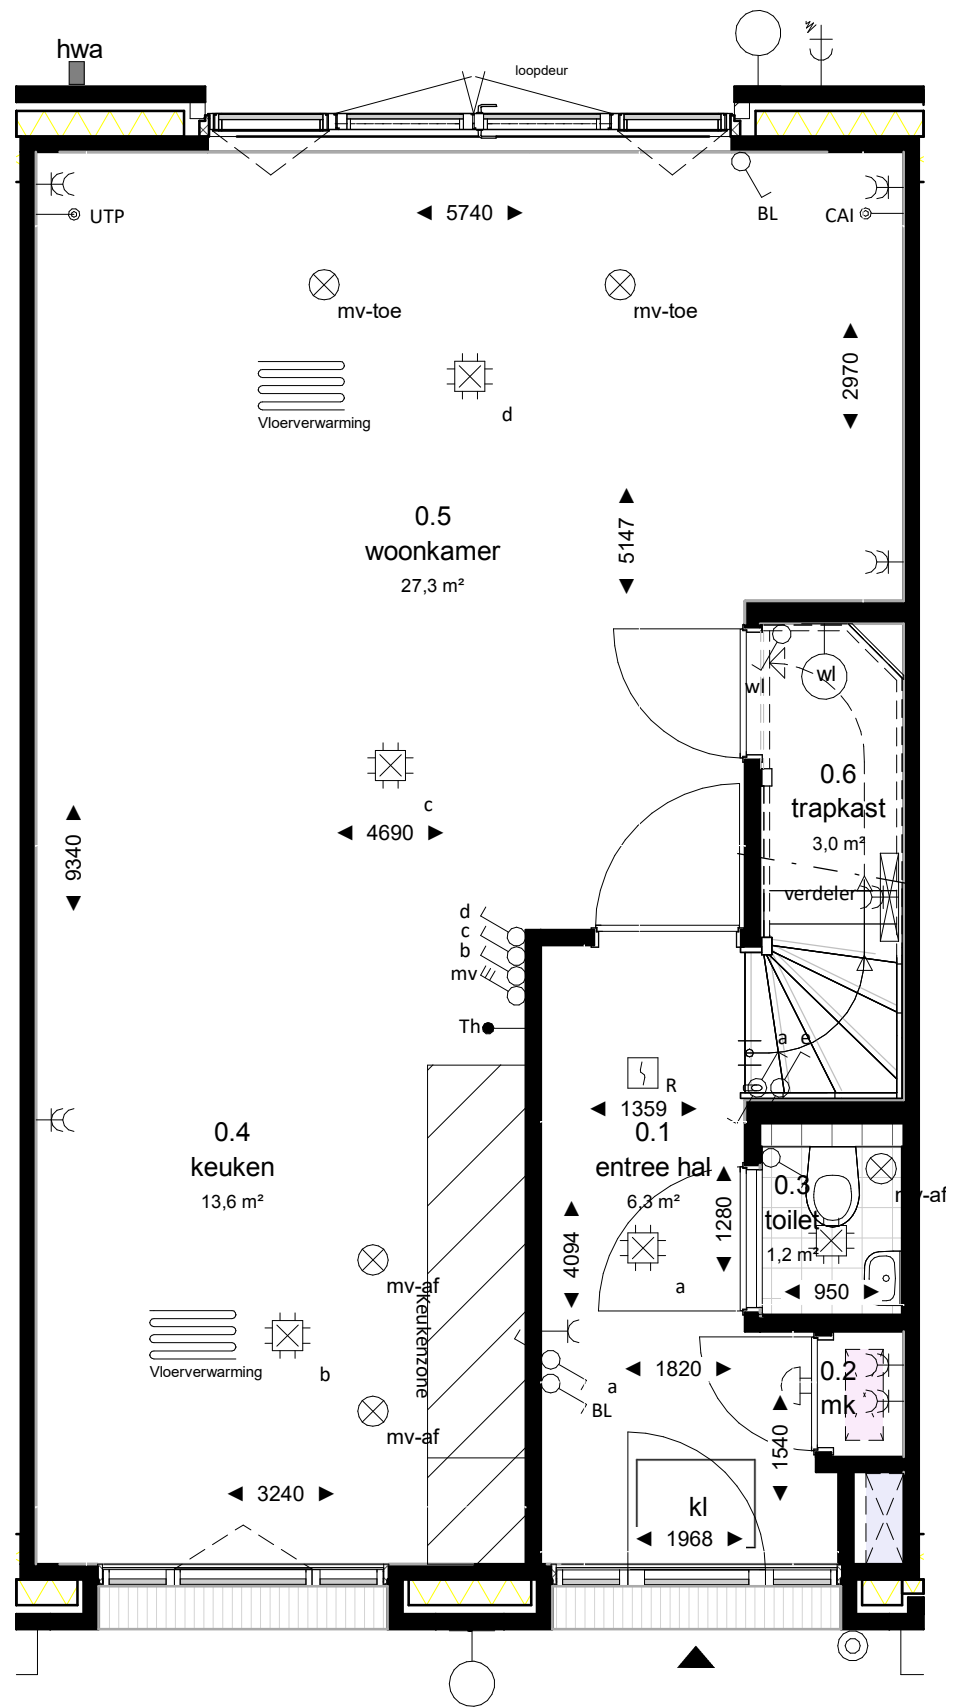 hwa
loopdeur
UTP
5740
BL
CAI
mv-toe
mv-toe
2970
Vloerverwarming
d
0.5
woonkamer
27,3 m²
5147
wl
wl
c
4690
9340
0.6
trapkast
3,0 m²
verdeler
d
c
b
mv
Th
a e
R
1359
0.4
keuken
13,6 m²
0.1
entree hal
6,3 m²
1280
4094
a
0.3
toilet
1,2 m²
mv-af
950
mv-af
keukenzone
Vloerverwarming
b
mv-af
a
BL
1820
0.2
mk
1540
3240
kl
1968